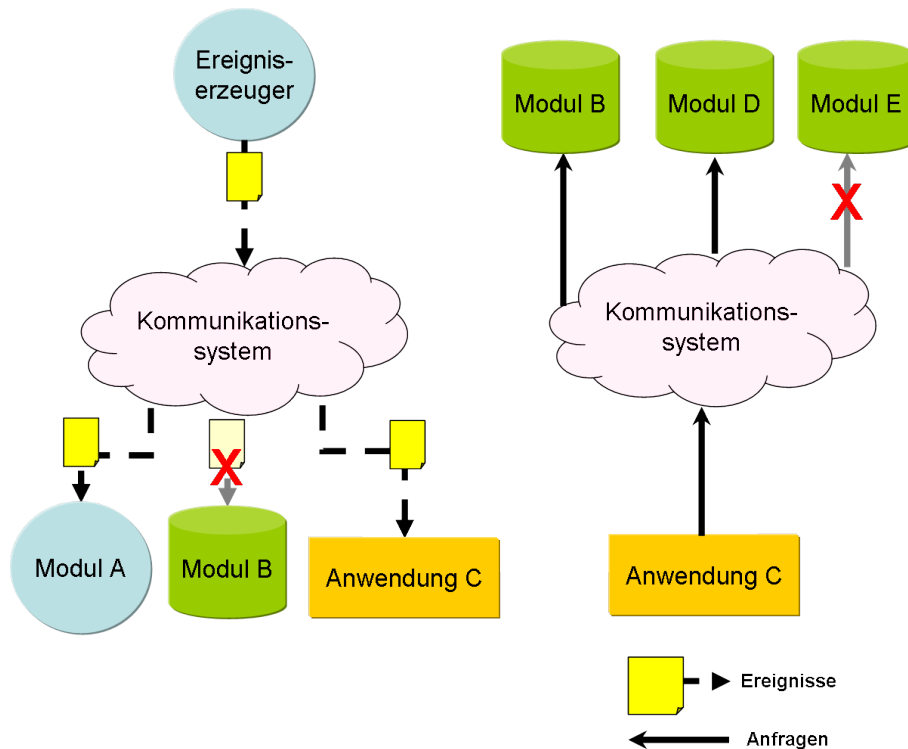 Ereignis-
erzeuger
Kommunikations-
system
Modul A
Modul B
Anwendung C
Modul B
Modul D
Modul E
X
Kommunikations-
system
Anwendung C
X
Ereignisse
Anfragen